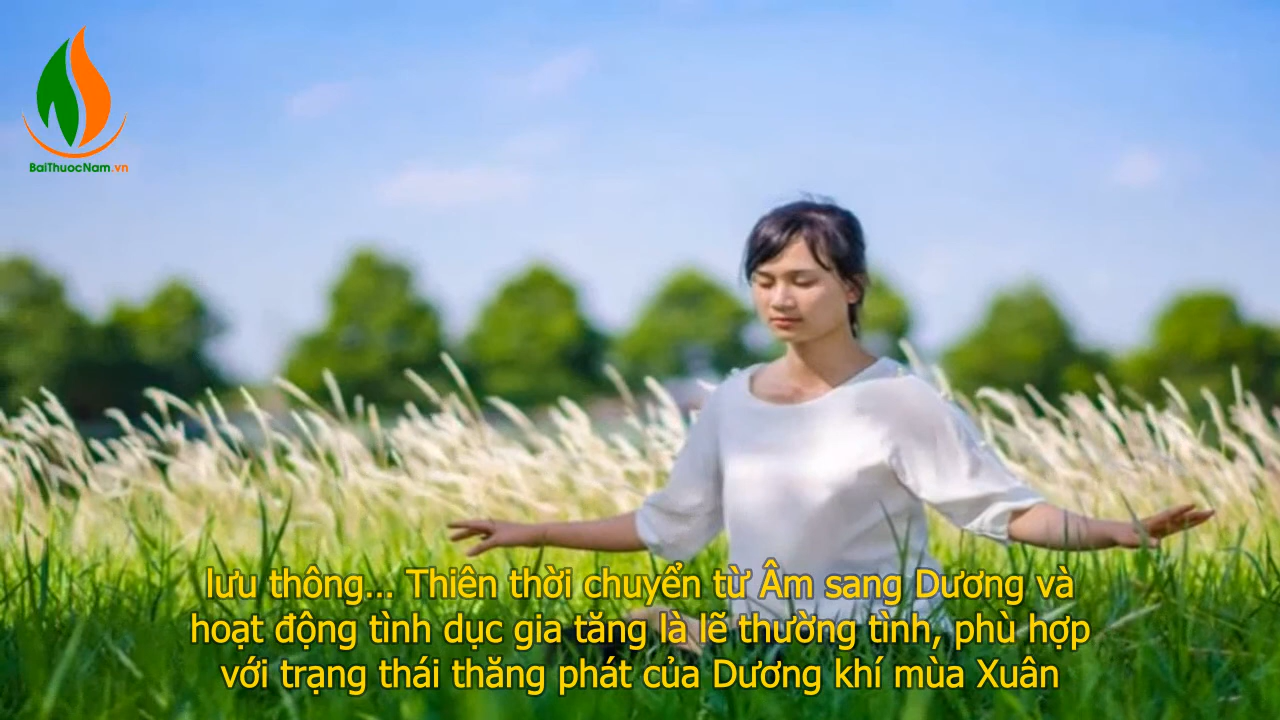 BaiThuocNam.vn
lưu thông... Thiên thời chuyển từ Âm sang Dương và
hoạt động tình dục gia tăng là lẽ thường tình, phù hợp
với trạng thái thăng phát của Dương khí mùa Xuân